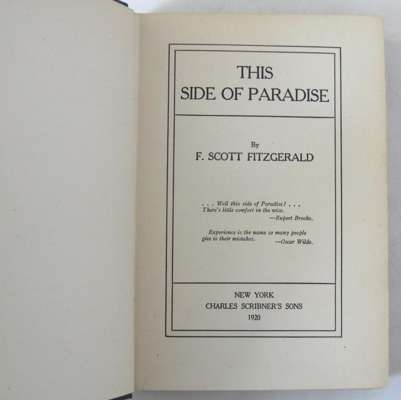 THIS
SIDE OF PARADISE
By
F. SCOTT FITZGERALD
. . . Well this side of Paradise! . . .
There's little comfort in the wise.
—Rupert Brooke.
Experience is the name so many people
give to their mistakes.
—Oscar Wilde.
NEW YORK
CHARLES SCRIBNER'S SONS
1920